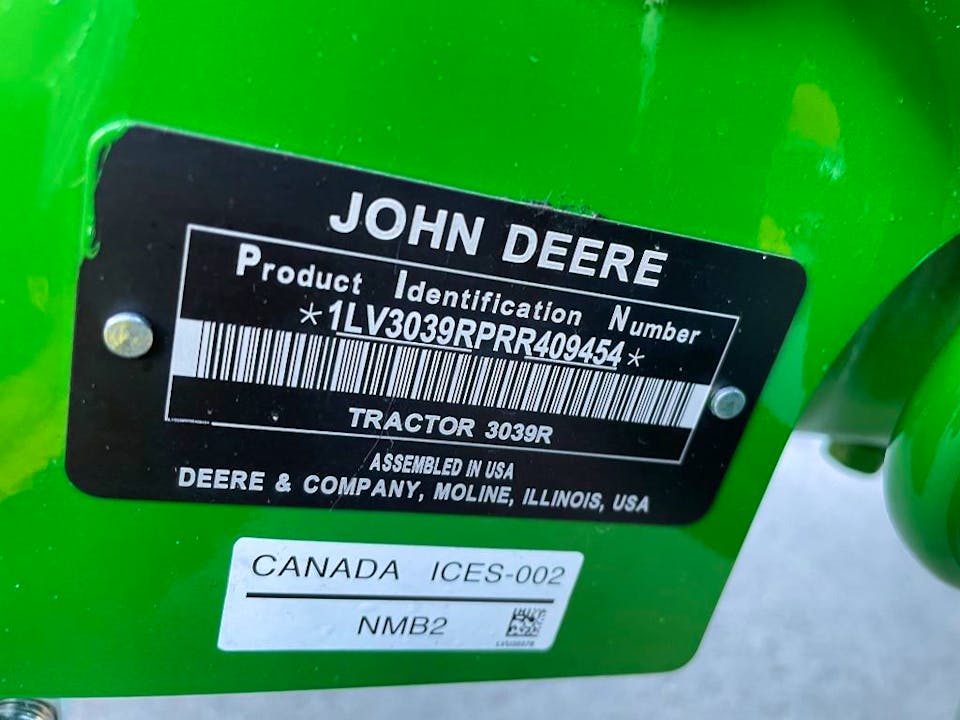 JOHN DEERE
Product Identification Number
*1LV3039RPRR409454*
TRACTOR 3039R
ASSEMBLED IN USA
DEERE & COMPANY, MOLINE, ILLINOIS, USA
CANADA ICES-002
NMB2